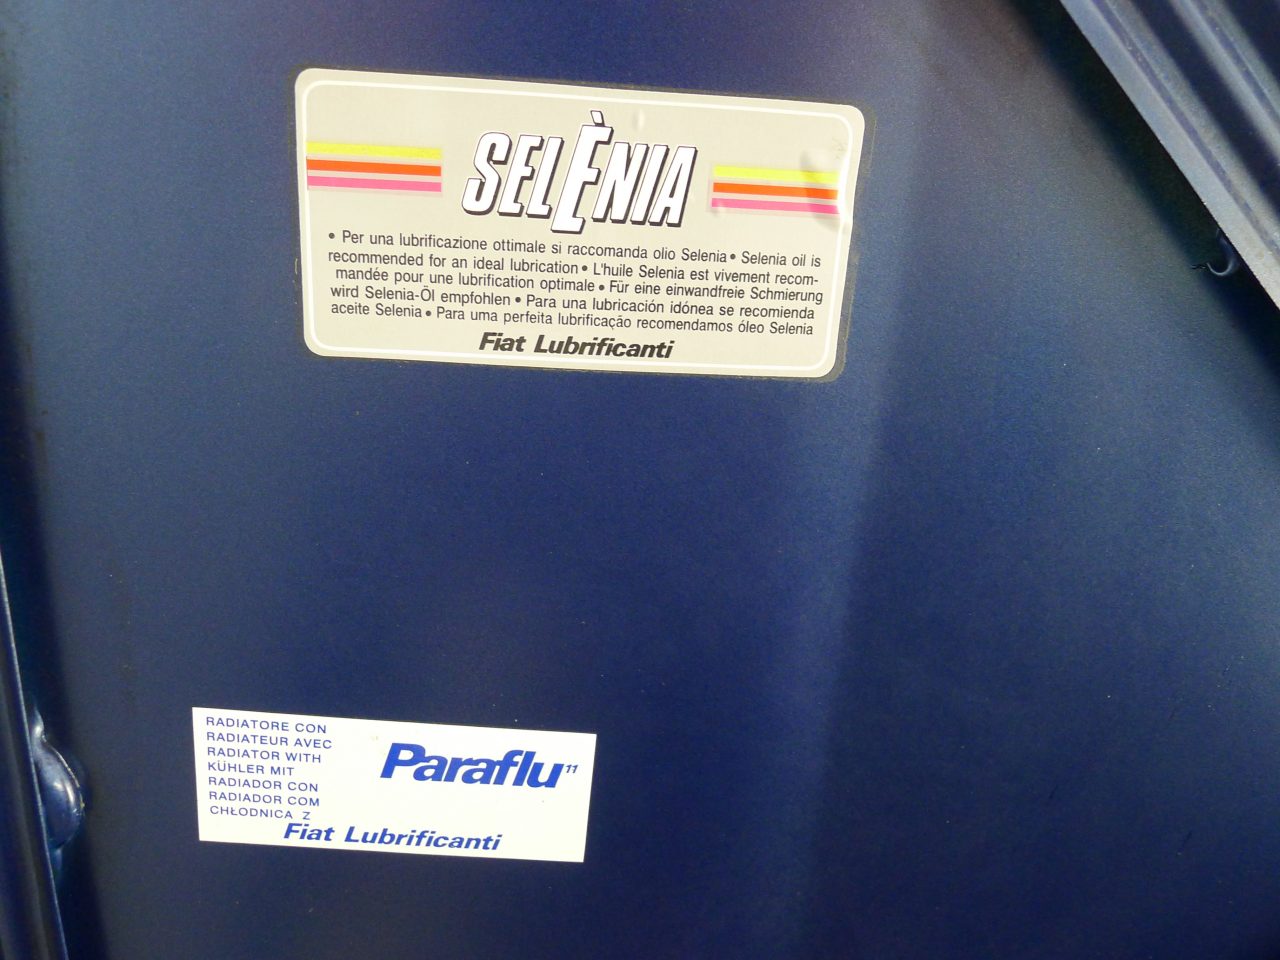 SELÈNIA
• Per una lubrificazione ottimale si raccomanda olio Selenia • Selenia oil is
recommended for an ideal lubrication • L'huile Selenia est vivement recom-
mandée pour une lubrification optimale • Für eine einwandfreie Schmierung
wird Selenia-Öl empfohlen • Para una lubricación idónea se recomienda
aceite Selenia • Para uma perfeita lubrificação recomendamos óleo Selenia
Fiat Lubrificanti
RADIATORE CON
RADIATEUR AVEC
RADIATOR WITH
KÜHLER MIT
RADIADOR CON
RADIADOR COM
CHŁODNICA Z
Paraflu 11
Fiat Lubrificanti